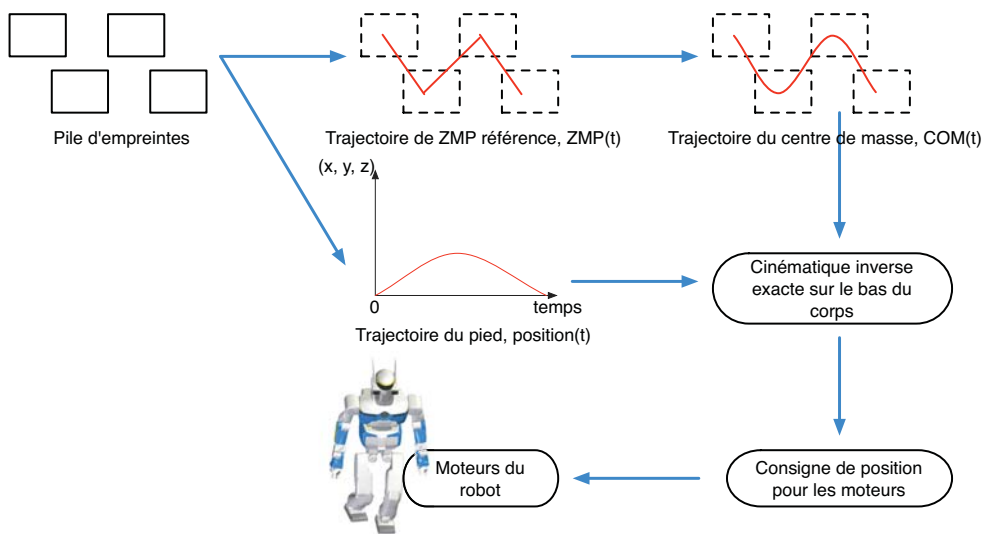 Pile d'empreintes
Trajectoire de ZMP référence, ZMP(t)
Trajectoire du centre de masse, COM(t)
(x, y, z)
0
temps
Trajectoire du pied, position(t)
Cinématique inverse
exacte sur le bas du
corps
Moteurs du
robot
Consigne de position
pour les moteurs